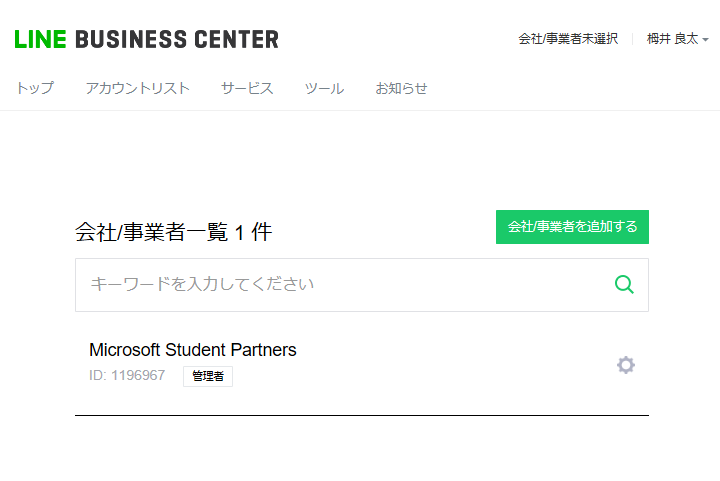 LINE BUSINESS CENTER
会社/事業者未選択 栂井 良太
トップ アカウントリスト サービス ツール お知らせ
会社/事業者一覧 1 件
会社/事業者を追加する
キーワードを入力してください
Microsoft Student Partners
ID: 1196967 管理者